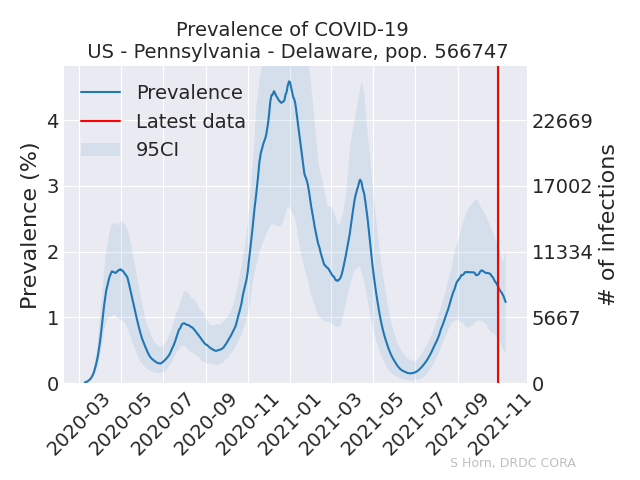 Prevalence of COVID-19
US - Pennsylvania - Delaware, pop. 566747
Prevalence
Latest data
95CI
Prevalence (%)
4
3
2
1
0
22669
17002
11334
5667
0
# of infections
2020-03
2020-05
2020-07
2020-09
2020-11
2021-01
2021-03
2021-05
2021-07
2021-09
2021-11
S Horn, DRDC CORA